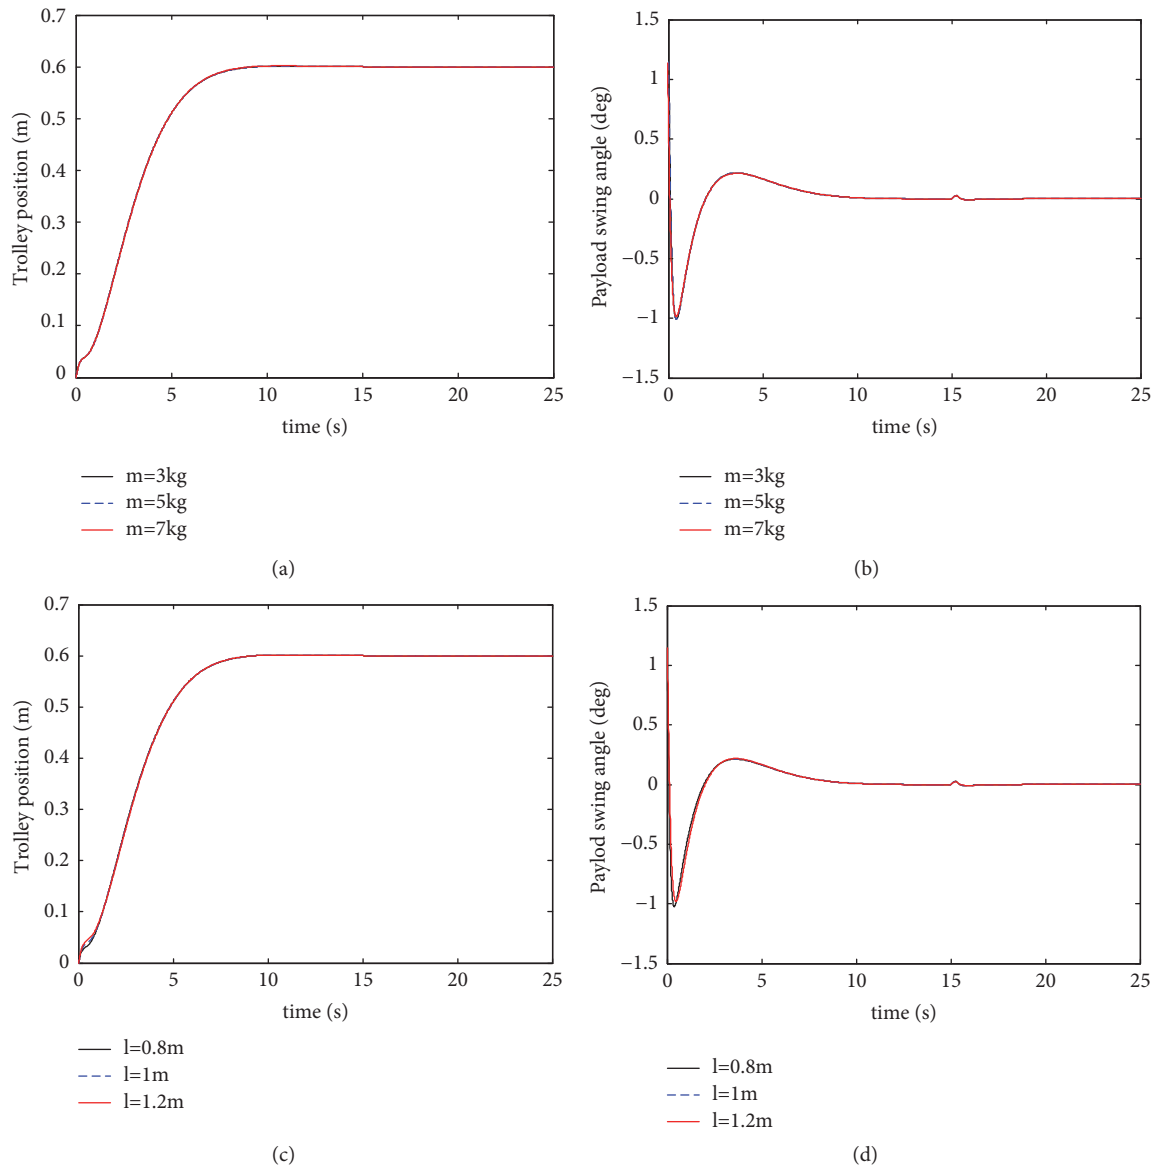 0.7
0.6
0.5
0.4
0.3
0.2
0.1
0
Trolley position (m)
0 5 10 15 20 25
time (s)
m=3kg
m=5kg
m=7kg
(a)
1.5
1
0.5
0
−0.5
−1
−1.5
Payload swing angle (deg)
0 5 10 15 20 25
time (s)
m=3kg
m=5kg
m=7kg
(b)
0.7
0.6
0.5
0.4
0.3
0.2
0.1
0
Trolley position (m)
0 5 10 15 20 25
time (s)
l=0.8m
l=1m
l=1.2m
(c)
1.5
1
0.5
0
−0.5
−1
−1.5
Paylod swing angle (deg)
0 5 10 15 20 25
time (s)
l=0.8m
l=1m
l=1.2m
(d)